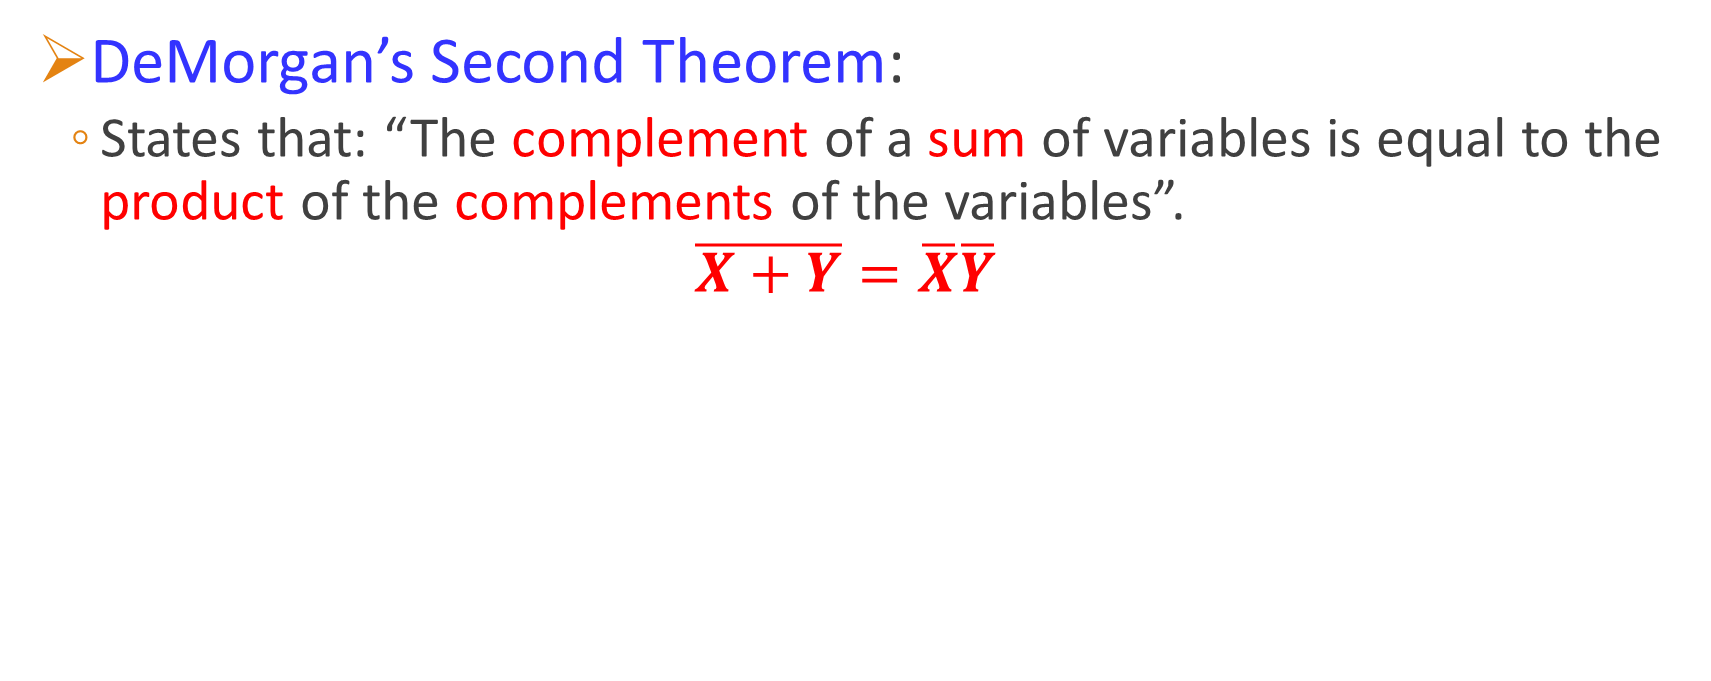 ➢DeMorgan’s Second Theorem:
◦ States that: “The complement of a sum of variables is equal to the
product of the complements of the variables”.
X̅ ̅+̅ ̅Y̅ = X̅ Y̅